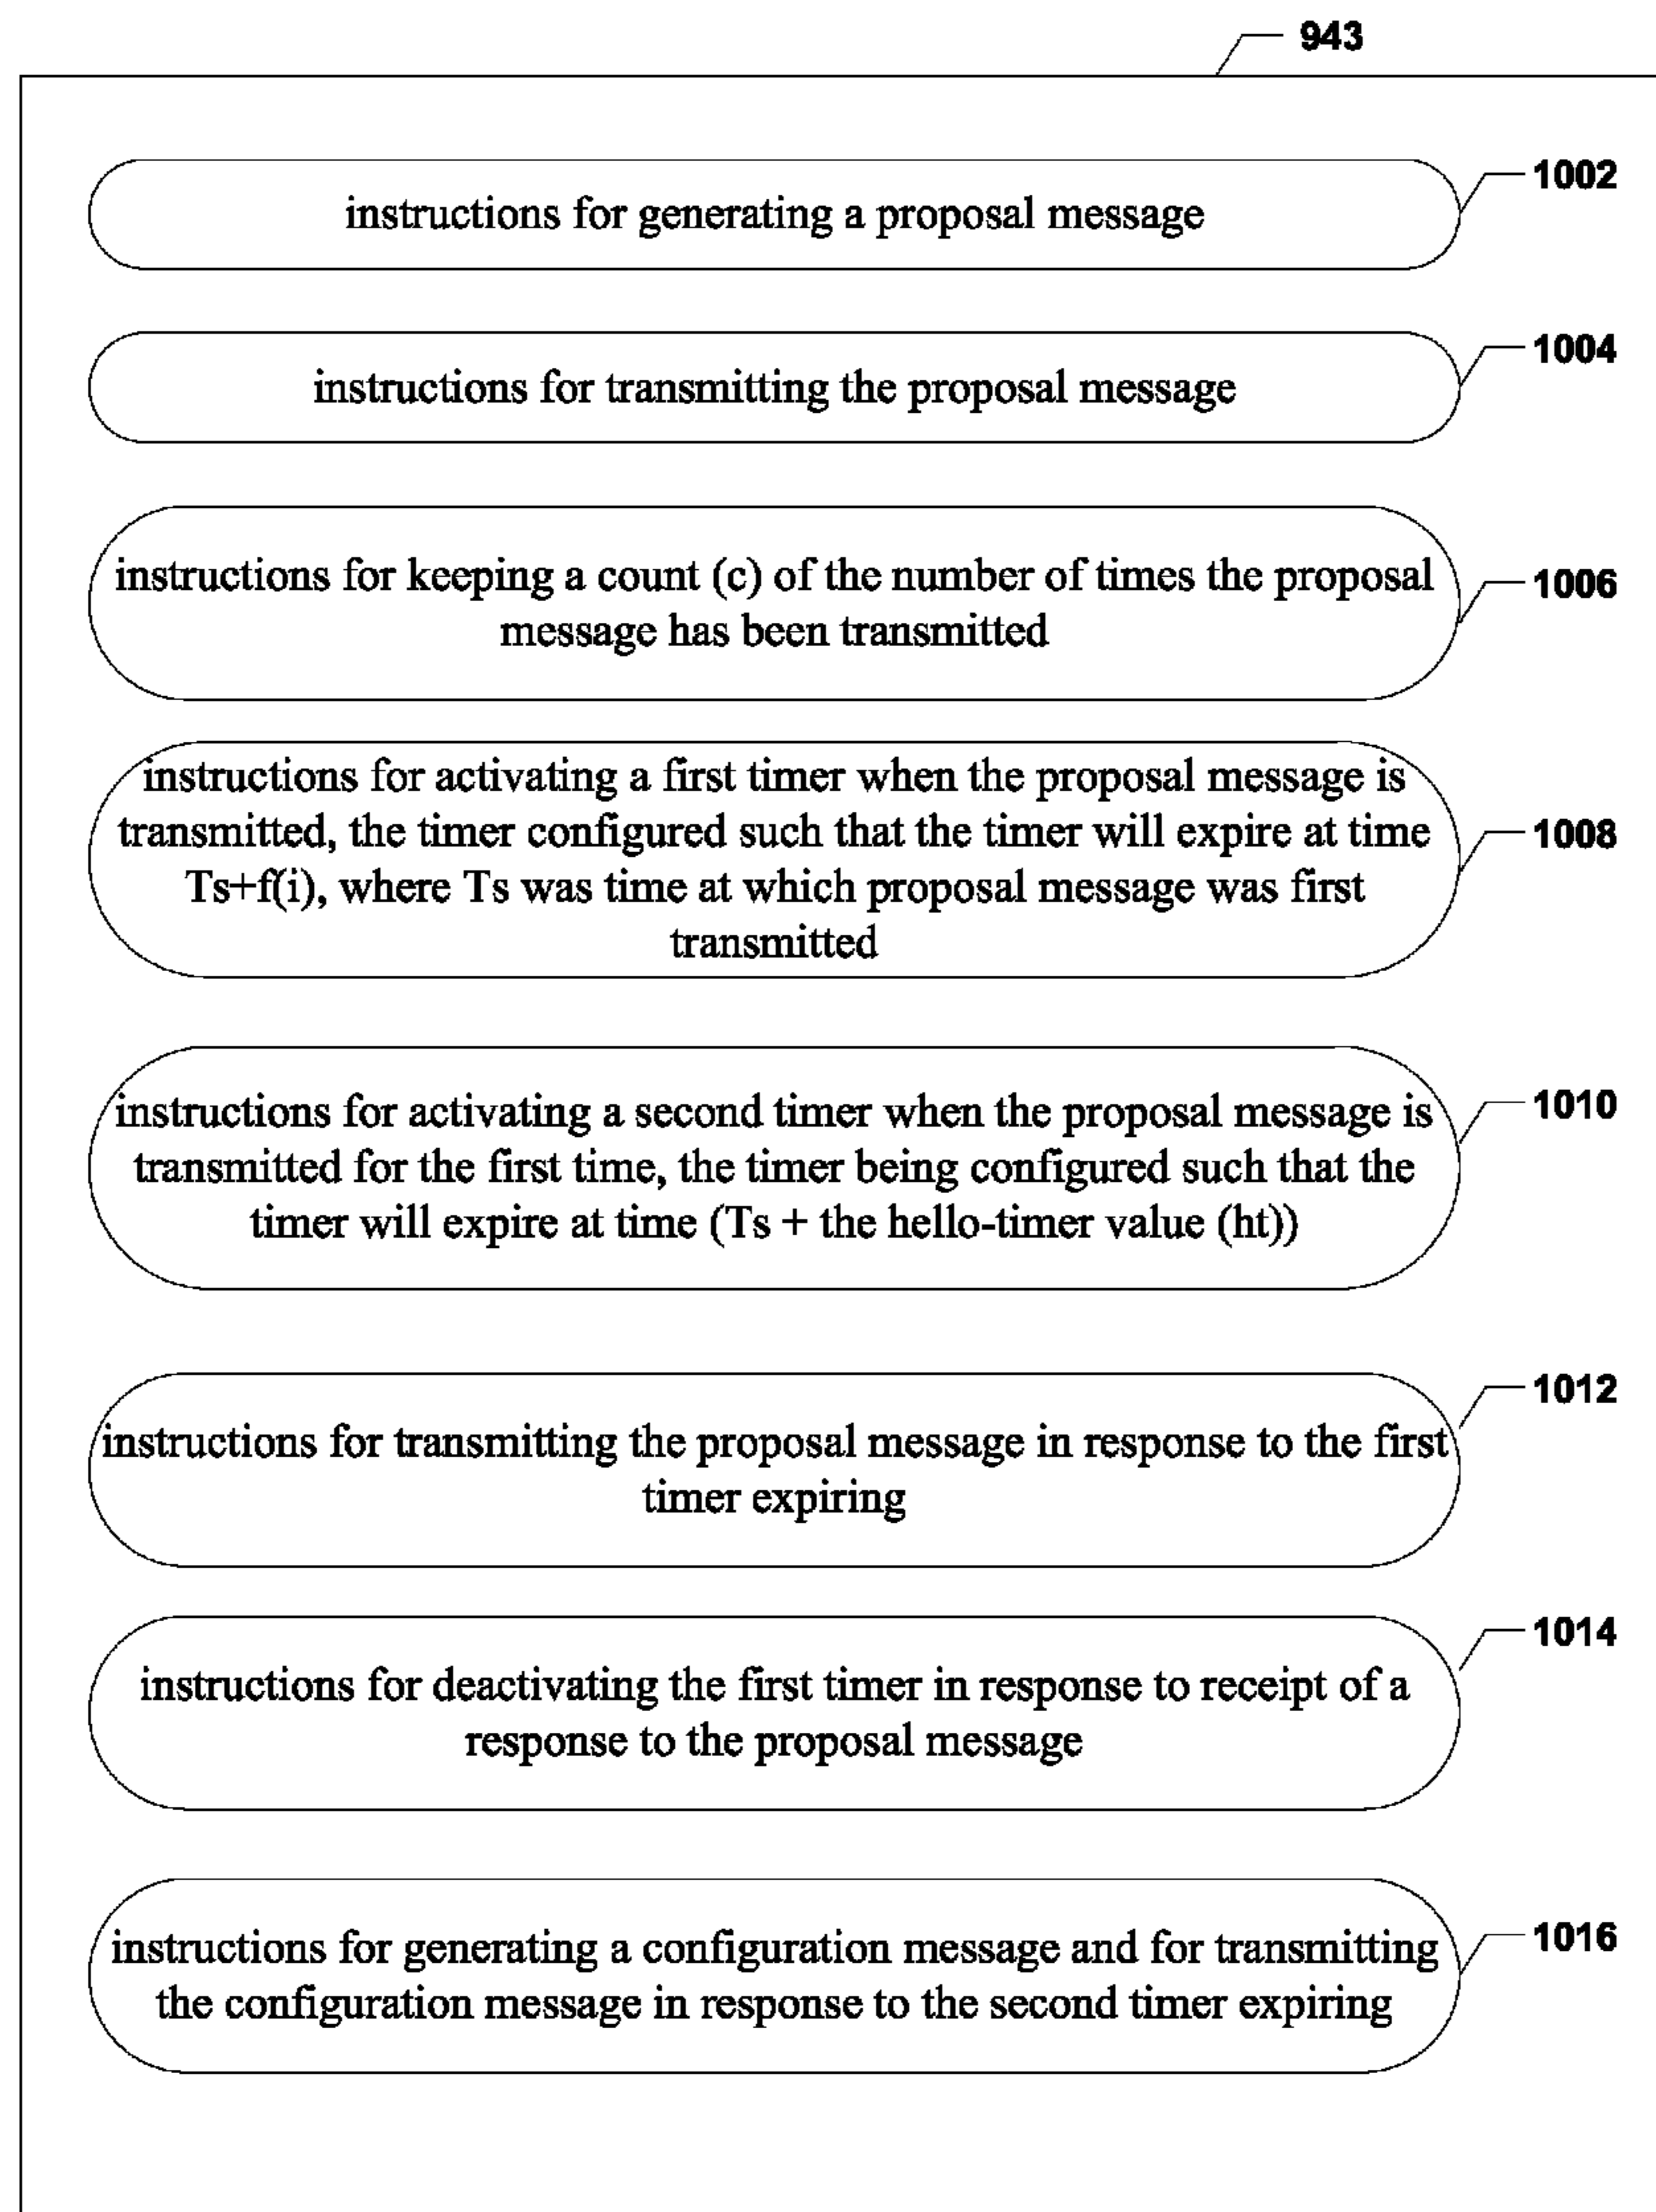 943
instructions for generating a proposal message
1002
instructions for transmitting the proposal message
1004
instructions for keeping a count (c) of the number of times the proposal
message has been transmitted
1006
instructions for activating a first timer when the proposal message is
transmitted, the timer configured such that the timer will expire at time
Ts+f(i), where Ts was time at which proposal message was first
transmitted
1008
instructions for activating a second timer when the proposal message is
transmitted for the first time, the timer being configured such that the
timer will expire at time (Ts + the hello-timer value (ht))
1010
instructions for transmitting the proposal message in response to the first
timer expiring
1012
instructions for deactivating the first timer in response to receipt of a
response to the proposal message
1014
instructions for generating a configuration message and for transmitting
the configuration message in response to the second timer expiring
1016